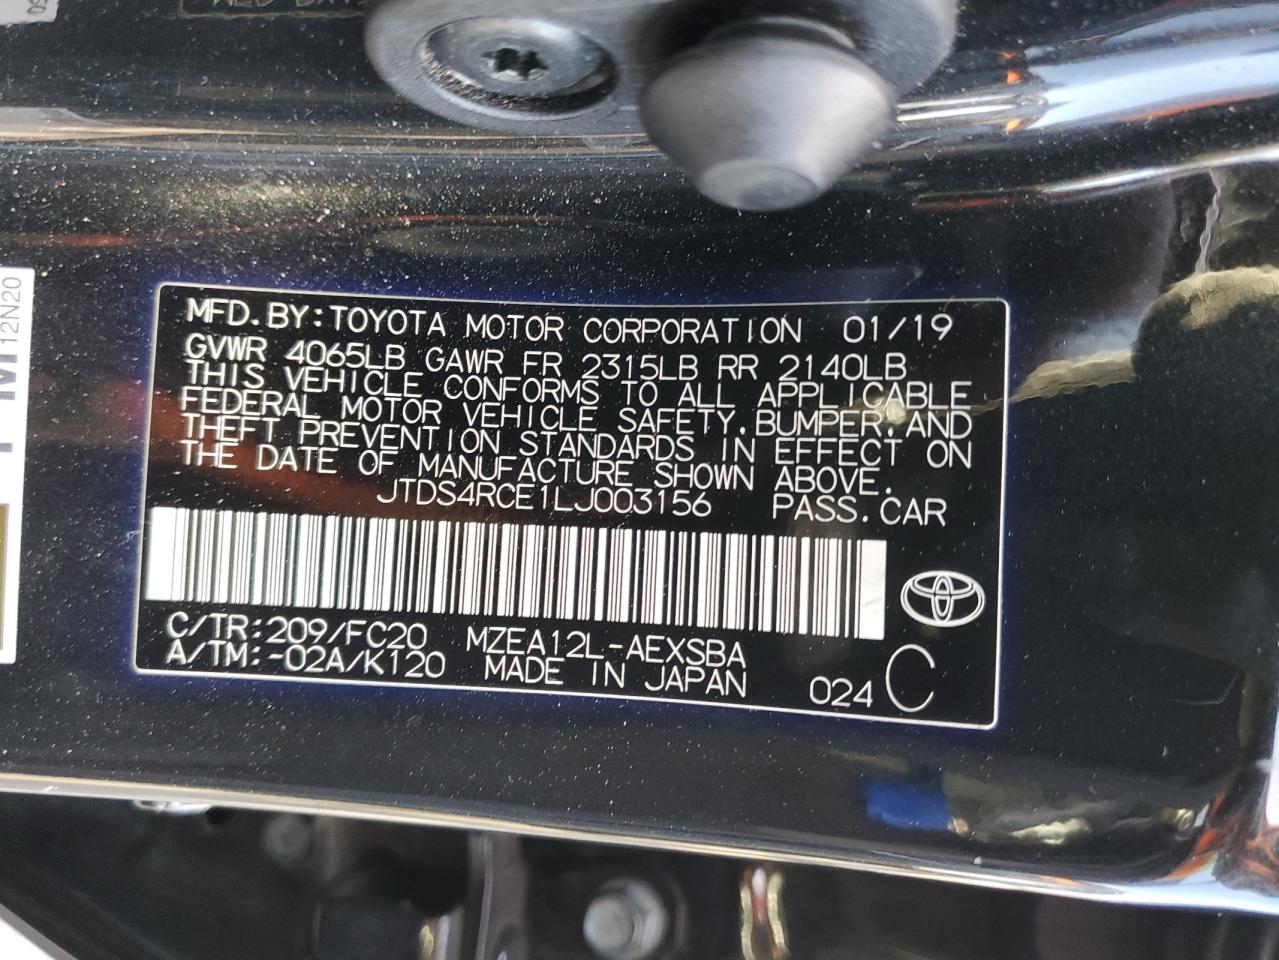 MFD.BY:TOYOTA MOTOR CORPORATION 01/19
GVWR 4065LB GAWR FR 2315LB RR 2140LB
THIS VEHICLE CONFORMS TO ALL APPLICABLE
FEDERAL MOTOR VEHICLE SAFETY,BUMPER,AND
THEFT PREVENTION STANDARDS IN EFFECT ON
THE DATE OF MANUFACTURE SHOWN ABOVE.
JTDS4RCE1LJ003156 PASS.CAR
C/TR:209/FC20 MZEA12L-AEXSBA
A/TM:-02A/K120 MADE IN JAPAN 024 C
12N20